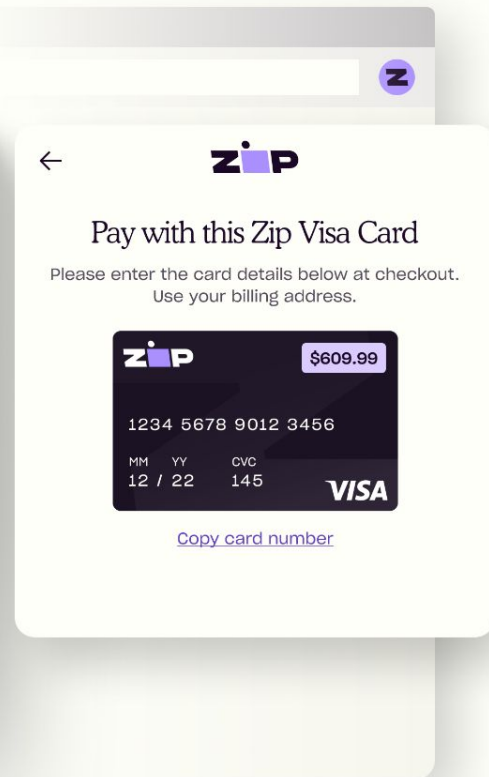 Z
zip
Pay with this Zip Visa Card
Please enter the card details below at checkout.
Use your billing address.
zip
$609.99
1234 5678 9012 3456
MM YY CVC
12 / 22 145
VISA
Copy card number